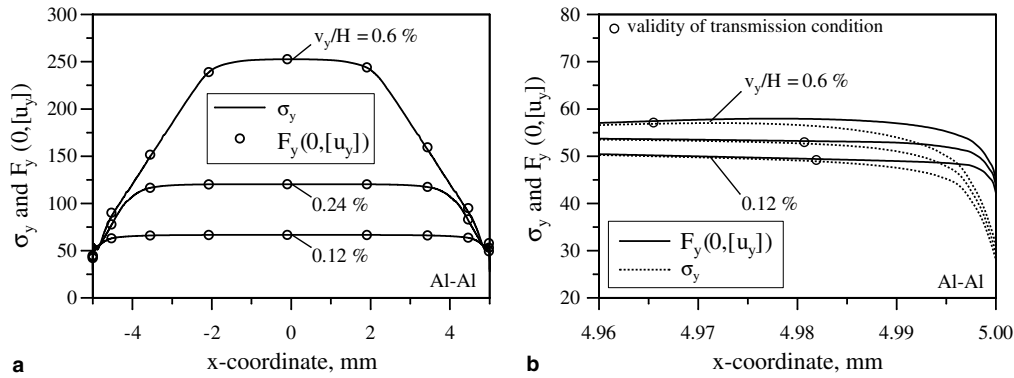 300
250
200
150
100
50
0
σy and Fy (0,[uy])
vy/H = 0.6 %
σy
Fy(0,[uy])
0.24 %
0.12 %
Al-Al
-4
-2
0
2
4
x-coordinate, mm
a
80
70
60
50
40
30
20
σy and Fy (0,[uy])
validity of transmission condition
vy/H = 0.6 %
0.12 %
Fy(0,[uy])
σy
Al-Al
4.96
4.97
4.98
4.99
5.00
x-coordinate, mm
b